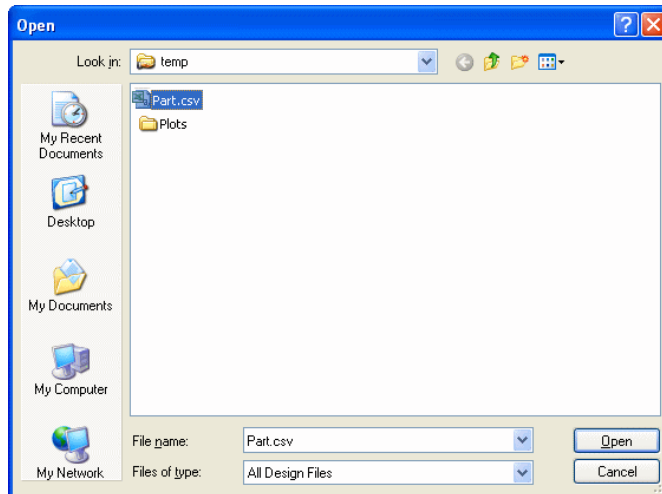 Open
Look in: temp
Part.csv
Plots
My Recent
Documents
Desktop
My Documents
My Computer
My Network
File name: Part.csv Open
Files of type: All Design Files Cancel